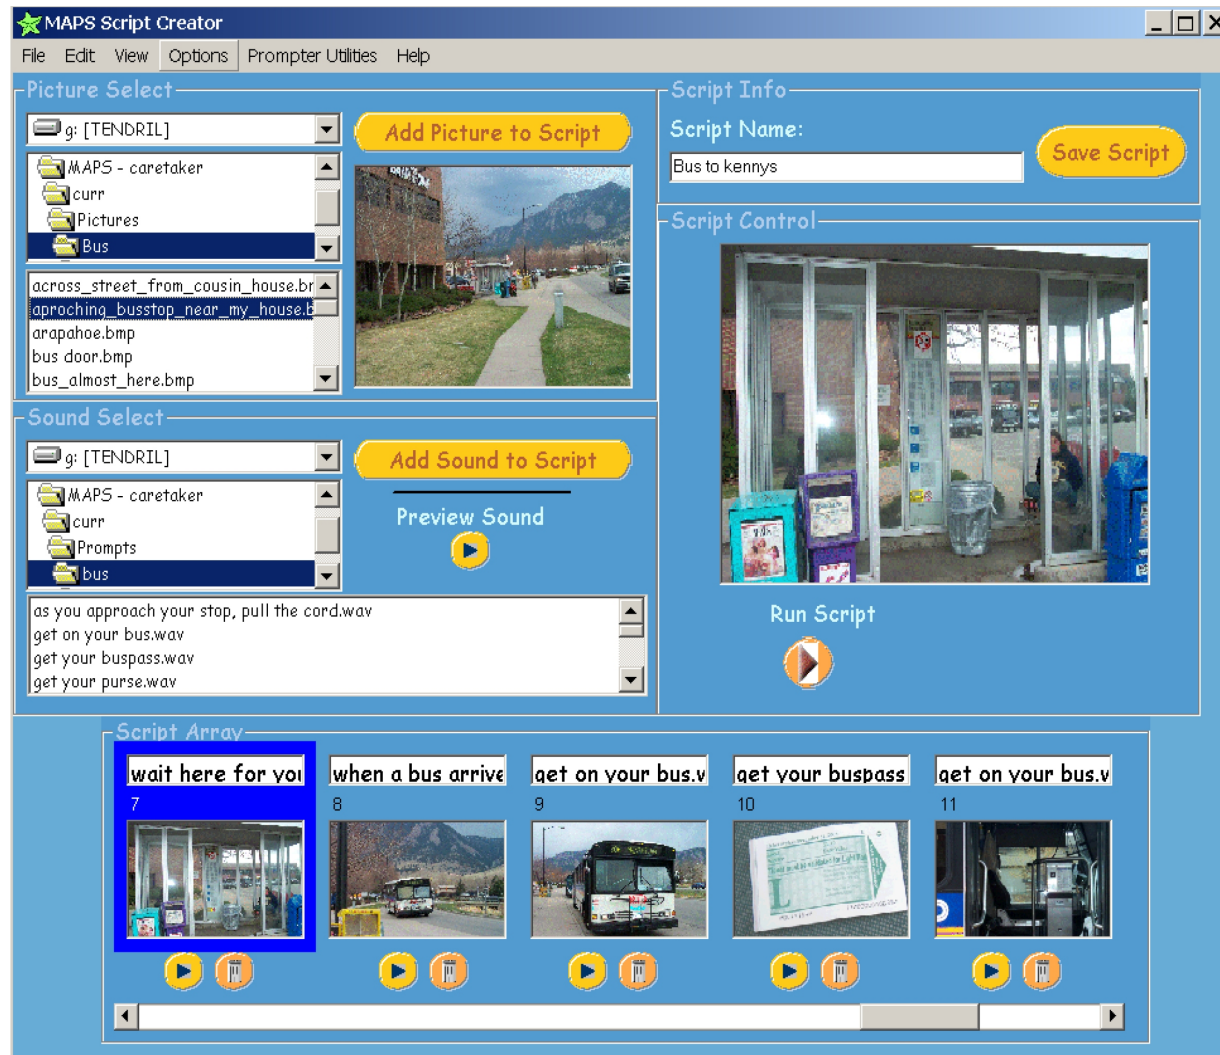 MAPS Script Creator
File Edit View Options Prompter Utilities Help
Picture Select
g: [TENDRIL]
MAPS - caretaker
curr
Pictures
Bus
across_street_from_cousin_house.br
aproching_busstop_near_my_house.b
arapahoe.bmp
bus door.bmp
bus_almost_here.bmp
Add Picture to Script
Script Info
Script Name:
Bus to kennys
Save Script
Script Control
Run Script
Sound Select
g: [TENDRIL]
MAPS - caretaker
curr
Prompts
bus
Add Sound to Script
Preview Sound
as you approach your stop, pull the cord.wav
get on your bus.wav
get your buspass.wav
get your purse.wav
Script Array
wait here for you
when a bus arrive
get on your bus.w
get your buspass
get on your bus.w
7
8
9
10
11